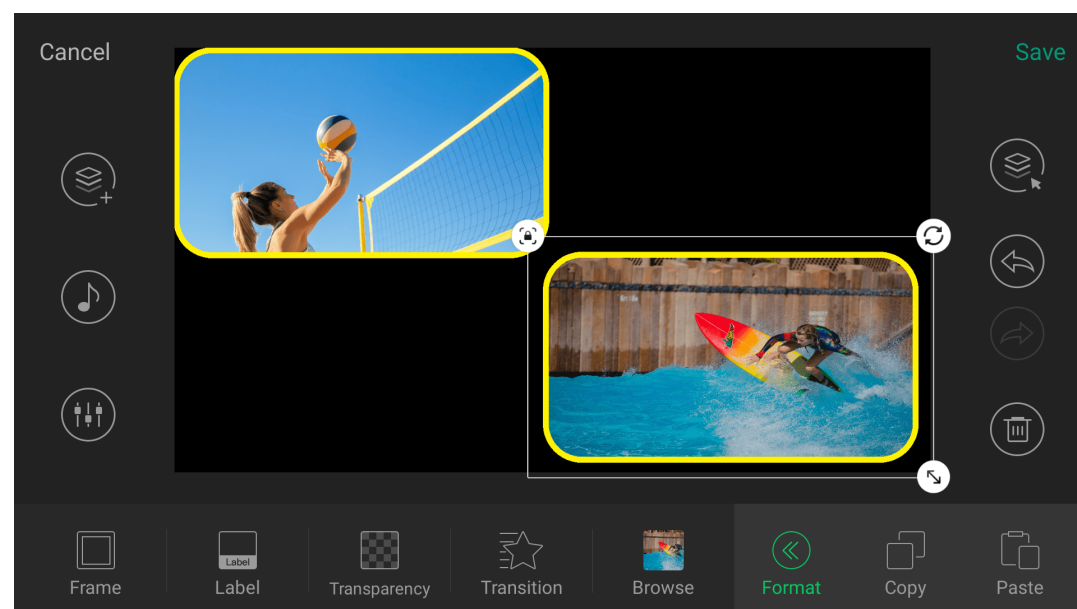 Cancel
Save
Label
Frame
Label
Transparency
Transition
Browse
Format
Copy
Paste